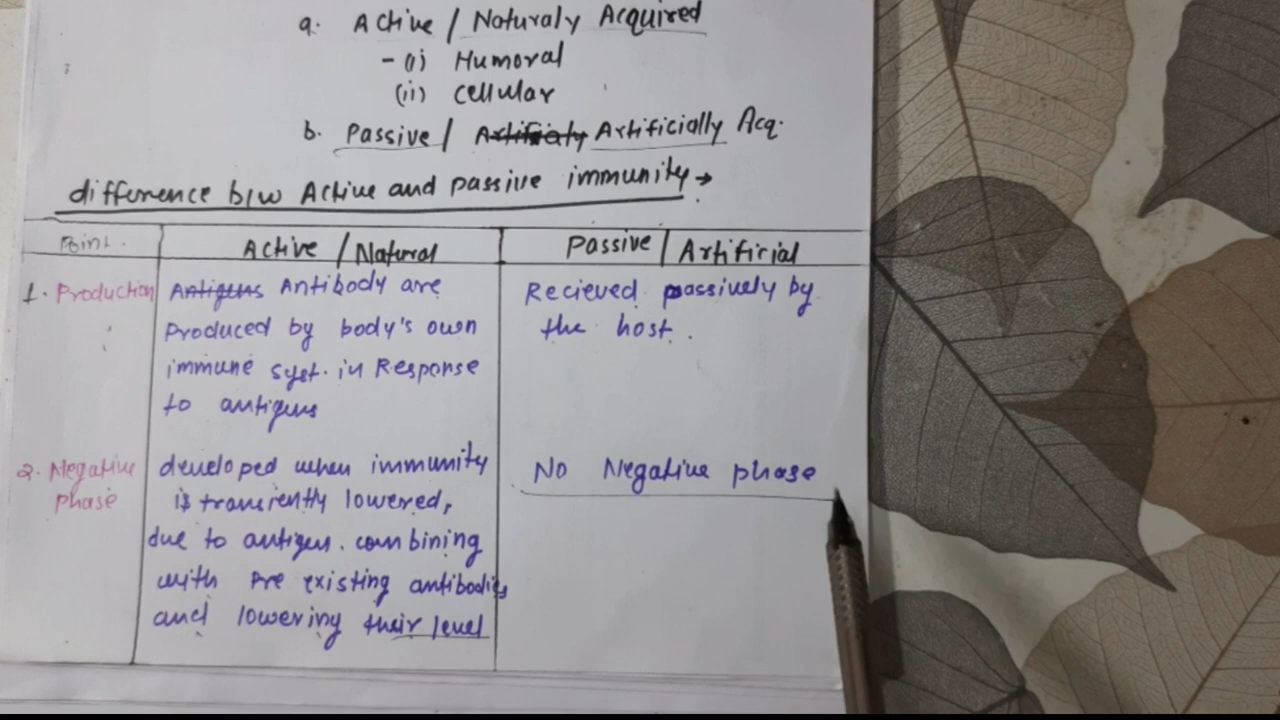 a. Active / Naturaly Acquired
- (i) Humoral
(ii) cellular
b. Passive / Artificialy Artificially Acq.
difference b/w Active and passive immunity →
Point. Active / Natural Passive / Artificial
1. Production Antigens Antibody are Recieved passively by
produced by body's own the host.
immune syst. in Response
to antigens
2. Negative developed when immunity No Negative phase
phase is transiently lowered,
due to antigen. combining
with Pre existing antibodies
and lowering their level